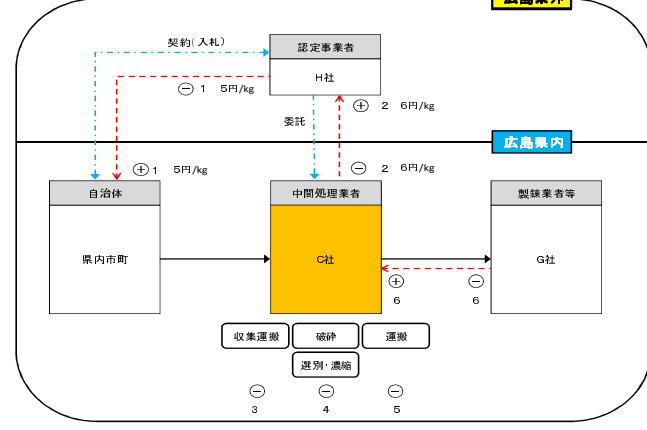 広島県外
契約(入札)
認定事業者
H社
⊖ 1 5円/kg
⊕ 2 6円/kg
委託
広島県内
⊕ 1 5円/kg
⊖ 2 6円/kg
自治体
中間処理業者
製錬業者等
県内市町
C社
G社
⊕ ⊖
6 6
収集運搬 破砕 運搬
選別・濃縮
⊖ ⊖ ⊖
3 4 5